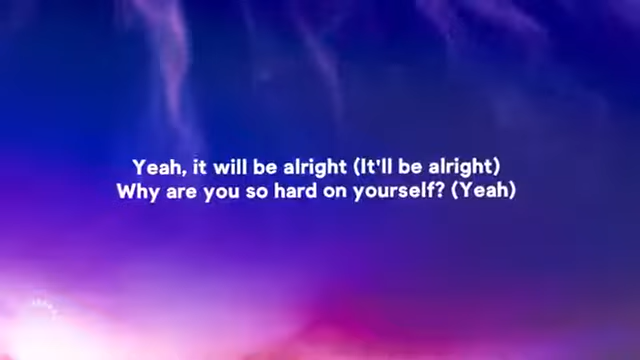 Yeah, it will be alright (It'll be alright)
Why are you so hard on yourself? (Yeah)